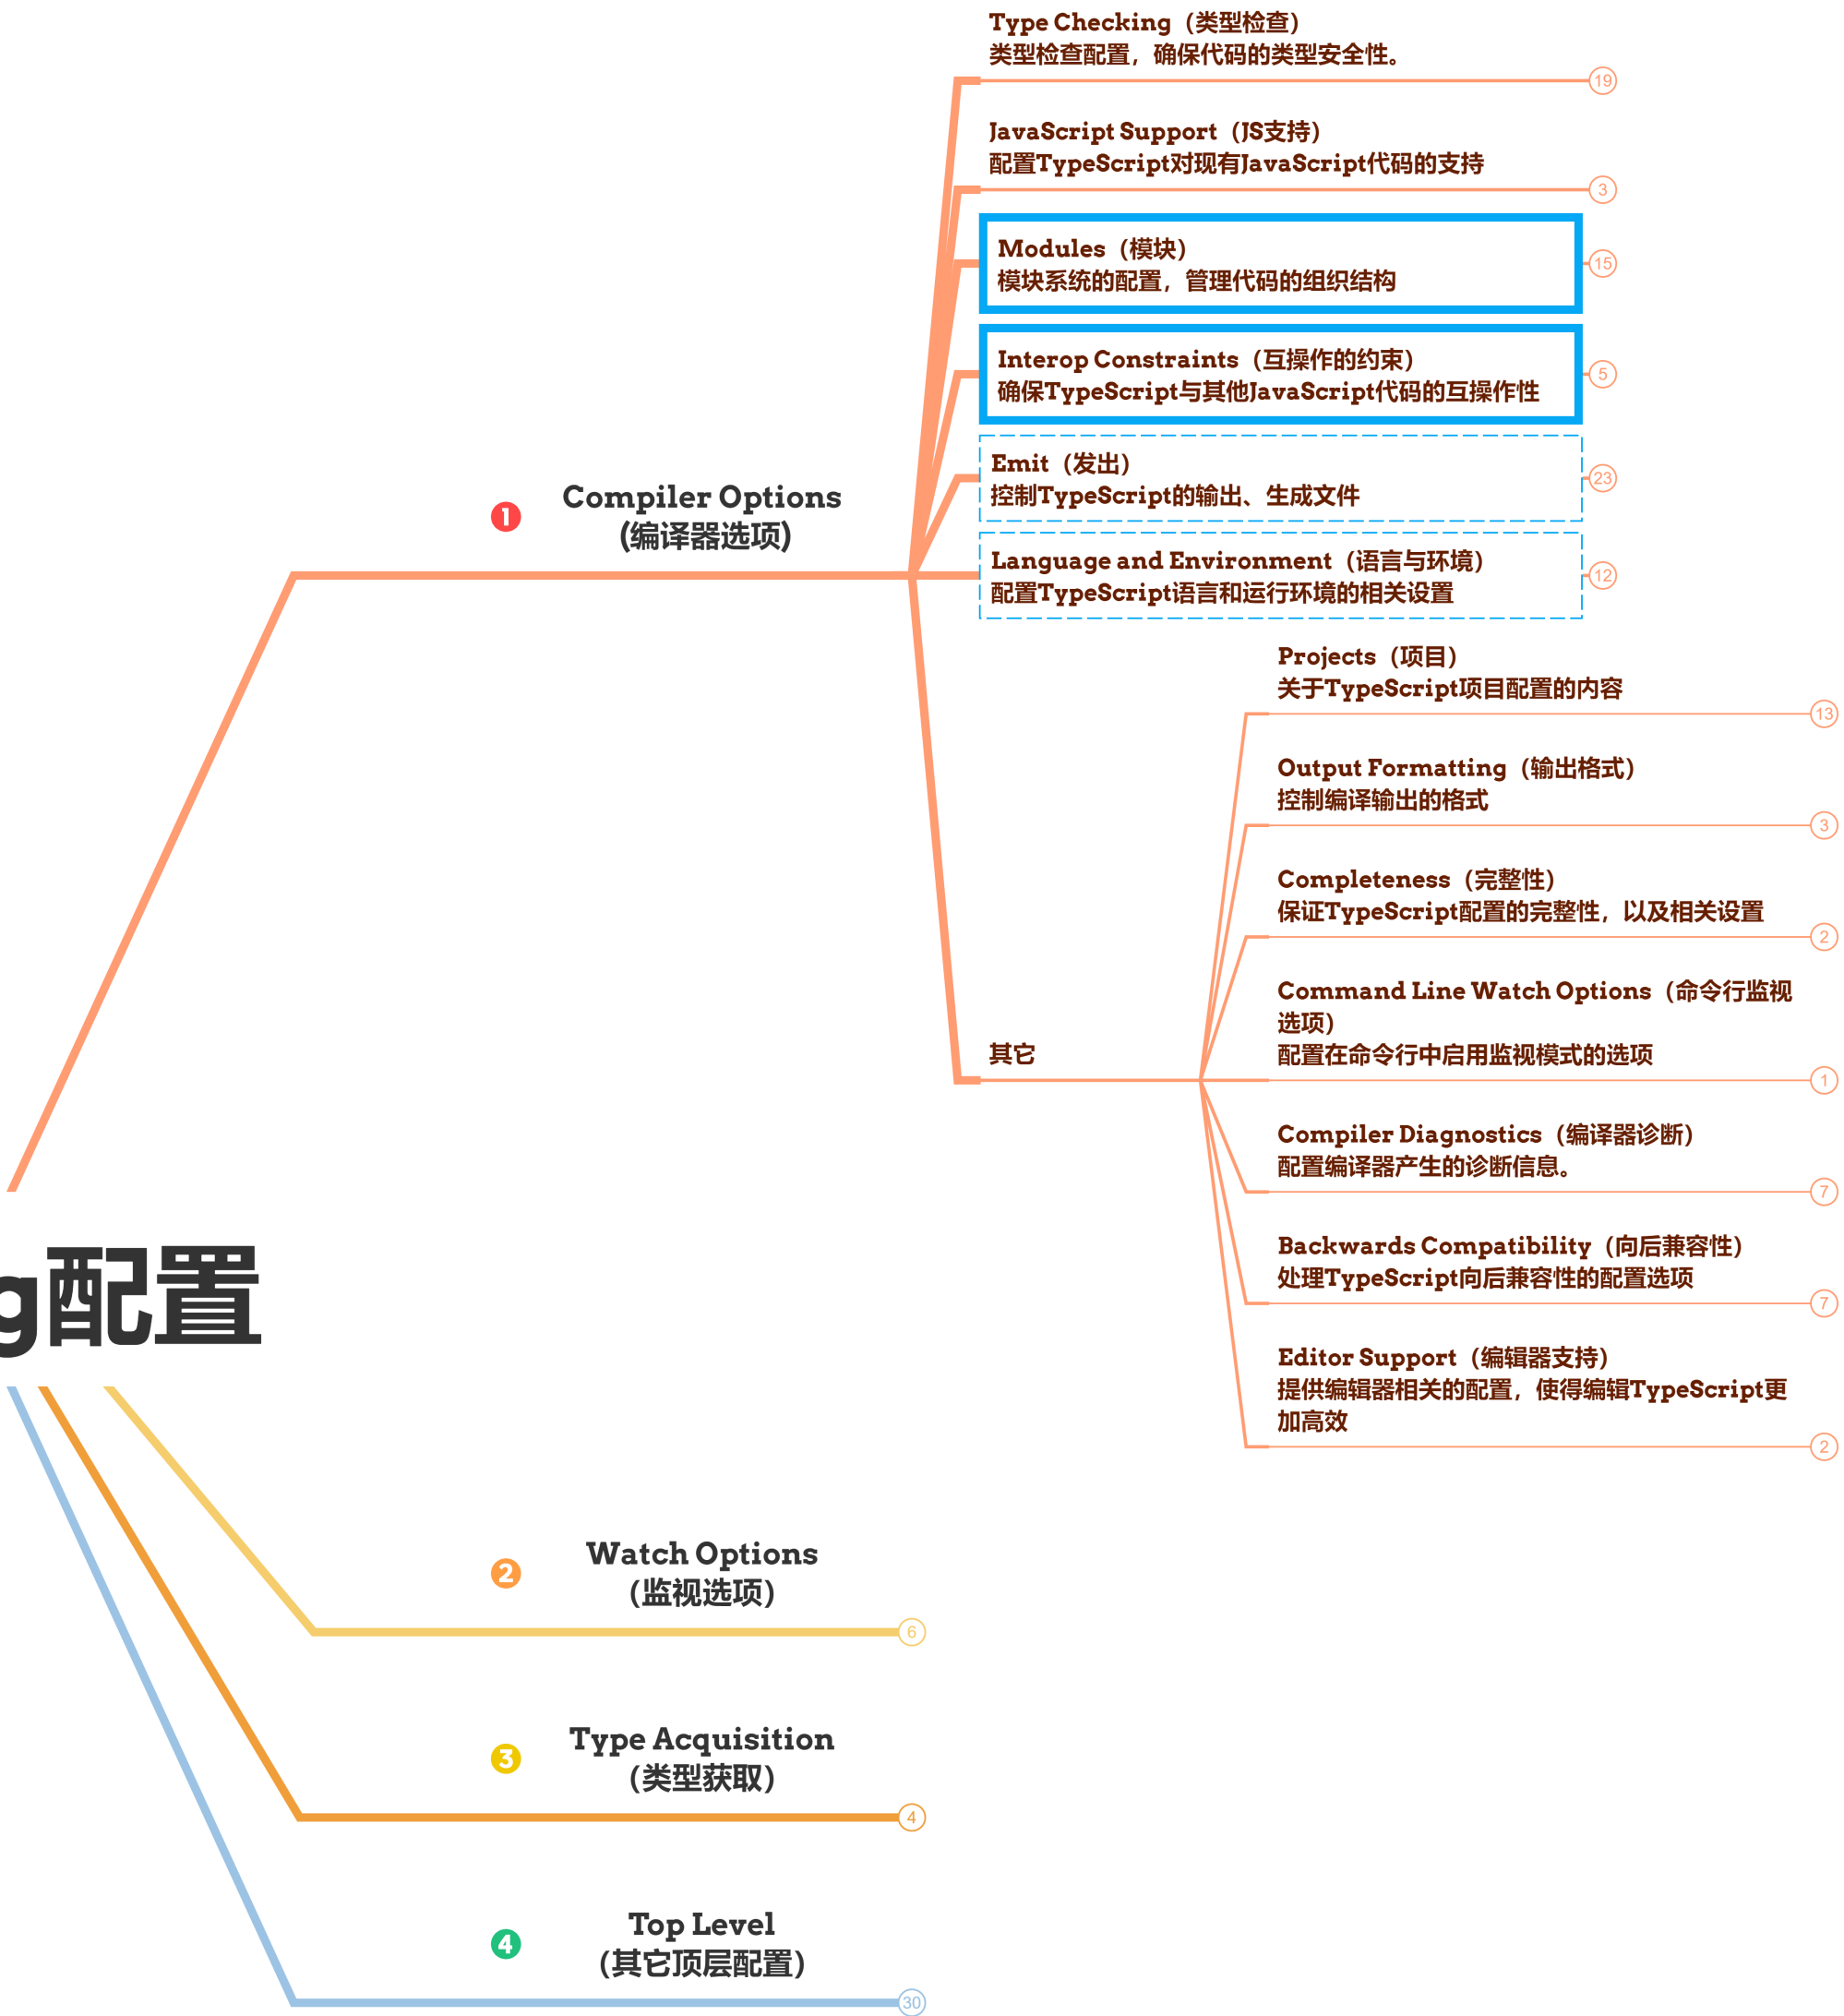 Type Checking（类型检查）
类型检查配置，确保代码的类型安全性。
19
JavaScript Support（JS支持）
配置TypeScript对现有JavaScript代码的支持
3
Modules（模块）
模块系统的配置，管理代码的组织结构
15
Interop Constraints（互操作的约束）
确保TypeScript与其他JavaScript代码的互操作性
5
Emit（发出）
控制TypeScript的输出、生成文件
23
1
Compiler Options
(编译器选项)
Language and Environment（语言与环境）
配置TypeScript语言和运行环境的相关设置
12
Projects（项目）
关于TypeScript项目配置的内容
13
Output Formatting（输出格式）
控制编译输出的格式
3
Completeness（完整性）
保证TypeScript配置的完整性，以及相关设置
2
Command Line Watch Options（命令行监视
选项）
配置在命令行中启用监视模式的选项
1
其它
Compiler Diagnostics（编译器诊断）
配置编译器产生的诊断信息。
7
Backwards Compatibility（向后兼容性）
处理TypeScript向后兼容性的配置选项
7
Editor Support（编辑器支持）
提供编辑器相关的配置，使得编辑TypeScript更
加高效
2
g配置
2
Watch Options
（监视选项）
6
3
Type Acquisition
（类型获取）
4
4
Top Level
（其它顶层配置）
30